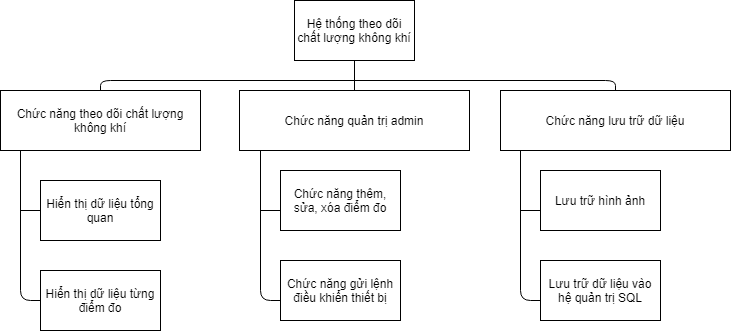 Hệ thống theo dõi
chất lượng không khí
Chức năng theo dõi chất lượng
không khí
Chức năng quản trị admin
Chức năng lưu trữ dữ liệu
Hiển thị dữ liệu tổng
quan
Hiển thị dữ liệu từng
điểm đo
Chức năng thêm,
sửa, xóa điểm đo
Chức năng gửi lệnh
điều khiển thiết bị
Lưu trữ hình ảnh
Lưu trữ dữ liệu vào
hệ quản trị SQL